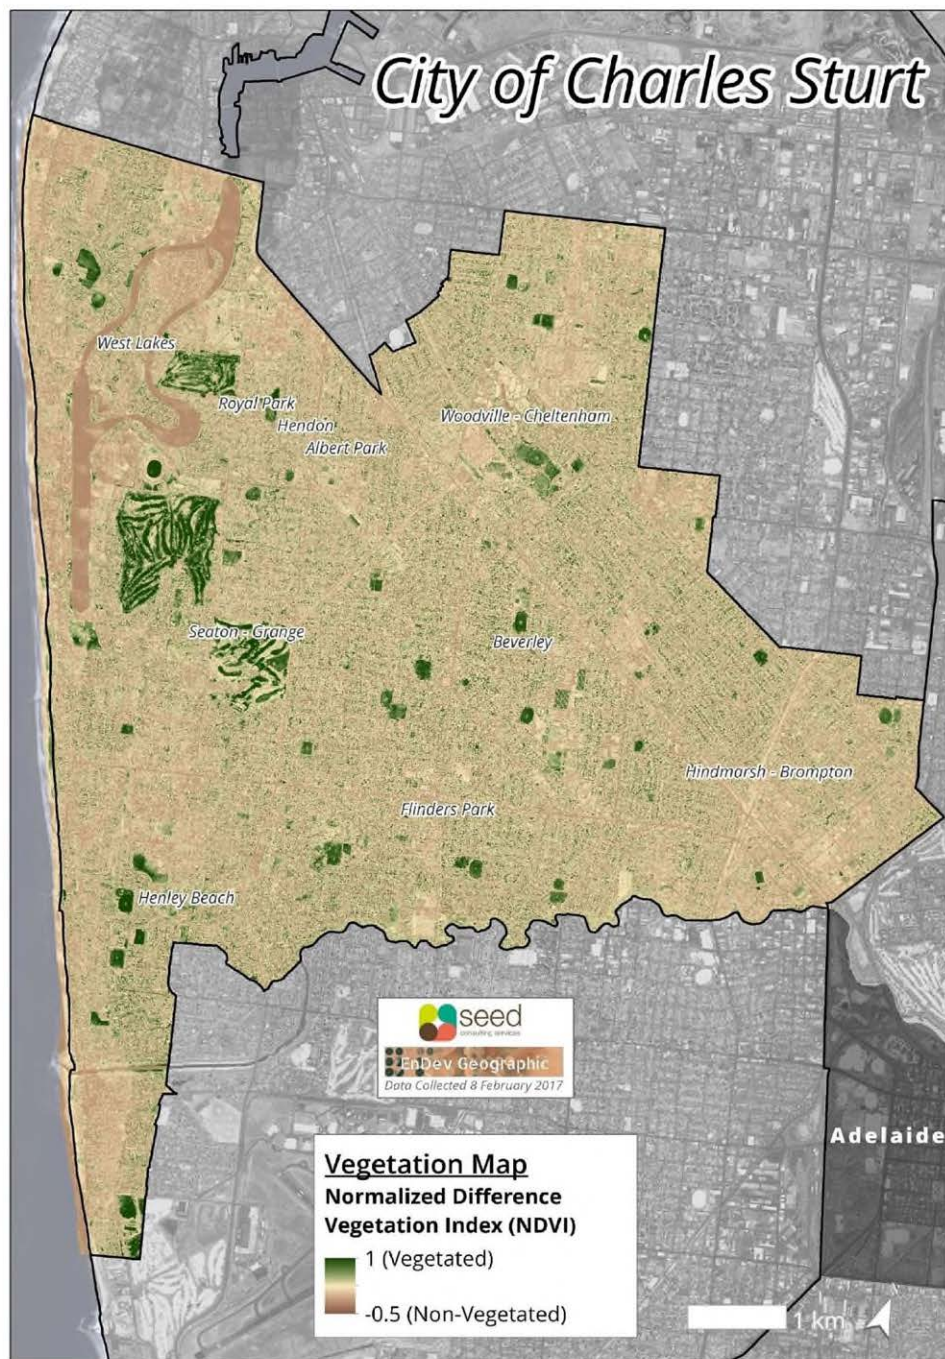 City of Charles Sturt
West Lakes
Royal Park
Hendon
Albert Park
Woodville - Cheltenham
Seaton - Grange
Beverley
Hindmarsh - Brompton
Flinders Park
Henley Beach
seed
consulting services
EnDev Geographic
Data Collected 8 February 2017
Adelaide
Vegetation Map
Normalized Difference
Vegetation Index (NDVI)
1 (Vegetated)
-0.5 (Non-Vegetated)
1 km